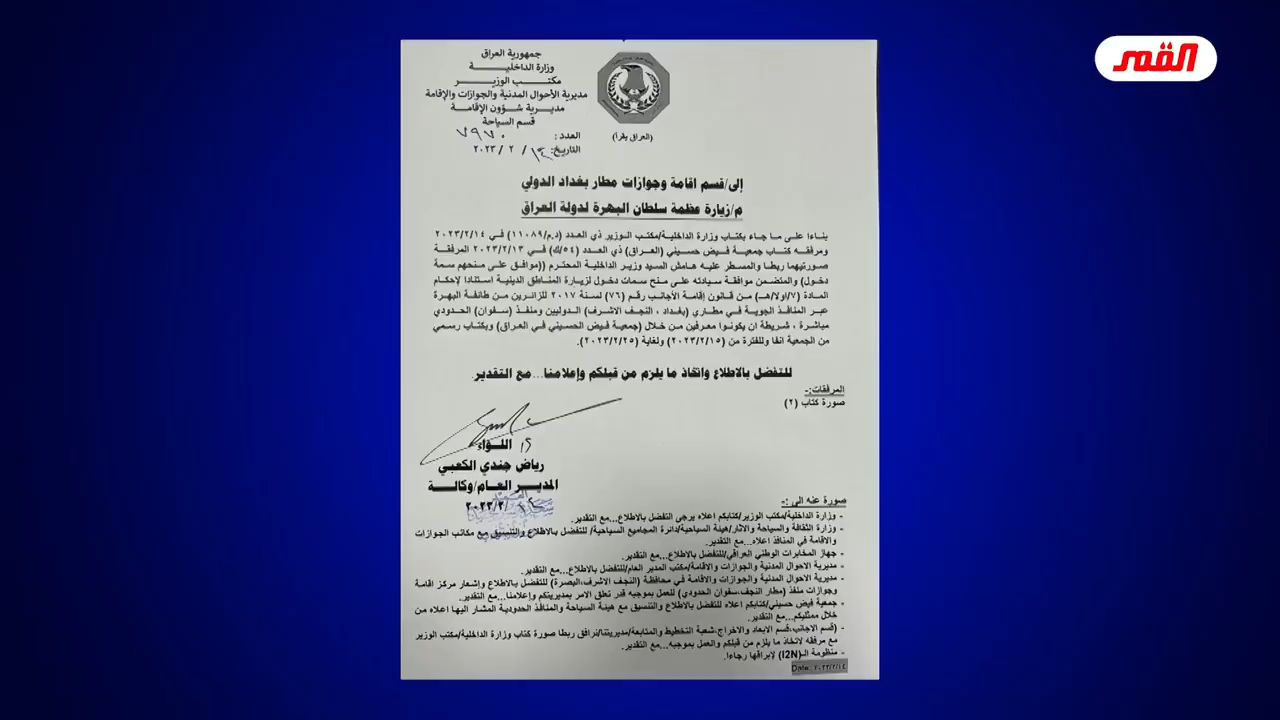 القمر
جمهورية العراق
وزارة الداخلية
مكتب الوزير
مديرية الأحوال المدنية والجوازات والإقامة
مديرية شؤون الإقامة
قسم السياحة
العدد : ٧٩٧٠
التاريخ: ١٤ / ٢ / ٢٠٢٣
(العراق يقرأ)
إلى/قسم اقامة وجوازات مطار بغداد الدولي
م/زيارة عظمة سلطان البهرة لدولة العراق
بناءا على ما جاء بكتاب وزارة الداخلية/مكتب الوزير ذي العدد (د.م/١١٠٨٩) في ٢٠٢٣/٢/١٤
ومرفقه كتاب جمعية فيض حسيني (العراق) ذي العدد (٥٤/ك) في ٢٠٢٣/٢/١٣ المرفقة
صورتيهما ربطا والمسطر عليه هامش السيد وزير الداخلية المحترم ((موافق على منحهم سمة
دخول) والمتضمن موافقة سيادته على منح سمات دخول لزيارة المناطق الدينية استنادا لإحكام
المادة (٧/اولا/هـ) من قانون إقامة الأجانب رقم (٧٦) لسنة ٢٠١٧ للزائرين من طائفة البهرة
عبر المنافذ الجوية في مطاري (بغداد ، النجف الاشرف) الدوليين ومنفذ (سفوان) الحدودي
مباشرة ، شريطة ان يكونوا معرفين من خلال (جمعية فيض الحسيني في العراق) وبكتاب رسمي
من الجمعية انفا وللفترة من (٢٠٢٣/٢/١٥) ولغاية (٢٠٢٣/٢/٢٥).
للتفضل بالاطلاع واتخاذ ما يلزم من قبلكم وإعلامنا...مع التقدير.
المرفقات:-
صورة كتاب (٢)
اللواء
رياض جندي الكعبي
المدير العام/وكالة
١٤ /٢٠٢٣/٢
صورة عنه الى :-
- وزارة الداخلية/مكتب الوزير/كتابكم اعلاه يرجى التفضل بالاطلاع...مع التقدير.
- وزارة الثقافة والسياحة والاثار/هيئة السياحية/دائرة المجاميع السياحية/ للتفضل بالاطلاع والتنسيق مع مكاتب الجوازات
والاقامة في المنافذ اعلاه...مع التقدير.
- جهاز المخابرات الوطني العراقي/للتفضل بالاطلاع...مع التقدير.
- مديرية الاحوال المدنية والجوازات والاقامة/مكتب المدير العام/للتفضل بالاطلاع...مع التقدير.
- مديرية الاحوال المدنية والجوازات والاقامة في محافظة (النجف الاشرف،البصرة) للتفضل بالاطلاع وإشعار مركز اقامة
وجوازات منفذ (مطار النجف،سفوان الحدودي) للعمل بموجبه قدر تعلق الامر بمديريتكم وإعلامنا...مع التقدير.
- جمعية فيض حسيني/كتابكم اعلاه للتفضل بالاطلاع والتنسيق مع هيئة السياحة والمنافذ الحدودية المشار اليها اعلاه من
خلال ممثليكم...مع التقدير.
- (قسم الاجانب،قسم الابعاد والاخراج،شعبة التخطيط والمتابعة/مديريتنا/نرافق ربطا صورة كتاب وزارة الداخلية/مكتب الوزير
مع مرفقه لاتخاذ ما يلزم من قبلكم والعمل بموجبه...مع التقدير.
- منظومة الـ(I2N) لإبراقها رجاءا.
Date: ٢٠٢٣/٢/١٤